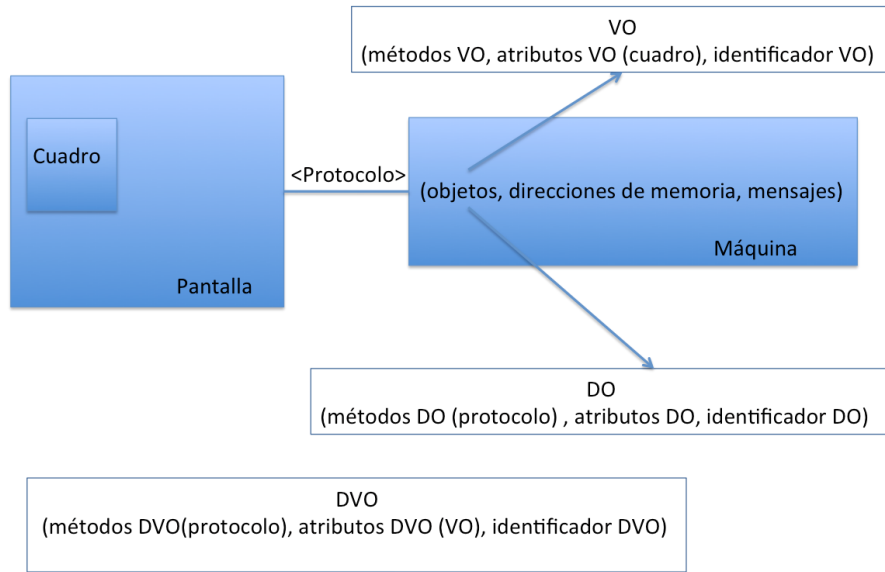 VO
(métodos VO, atributos VO (cuadro), identificador VO)
Cuadro
<Protocolo>
(objetos, direcciones de memoria, mensajes)
Máquina
Pantalla
DO
(métodos DO (protocolo) , atributos DO, identificador DO)
DVO
(métodos DVO(protocolo), atributos DVO (VO), identificador DVO)